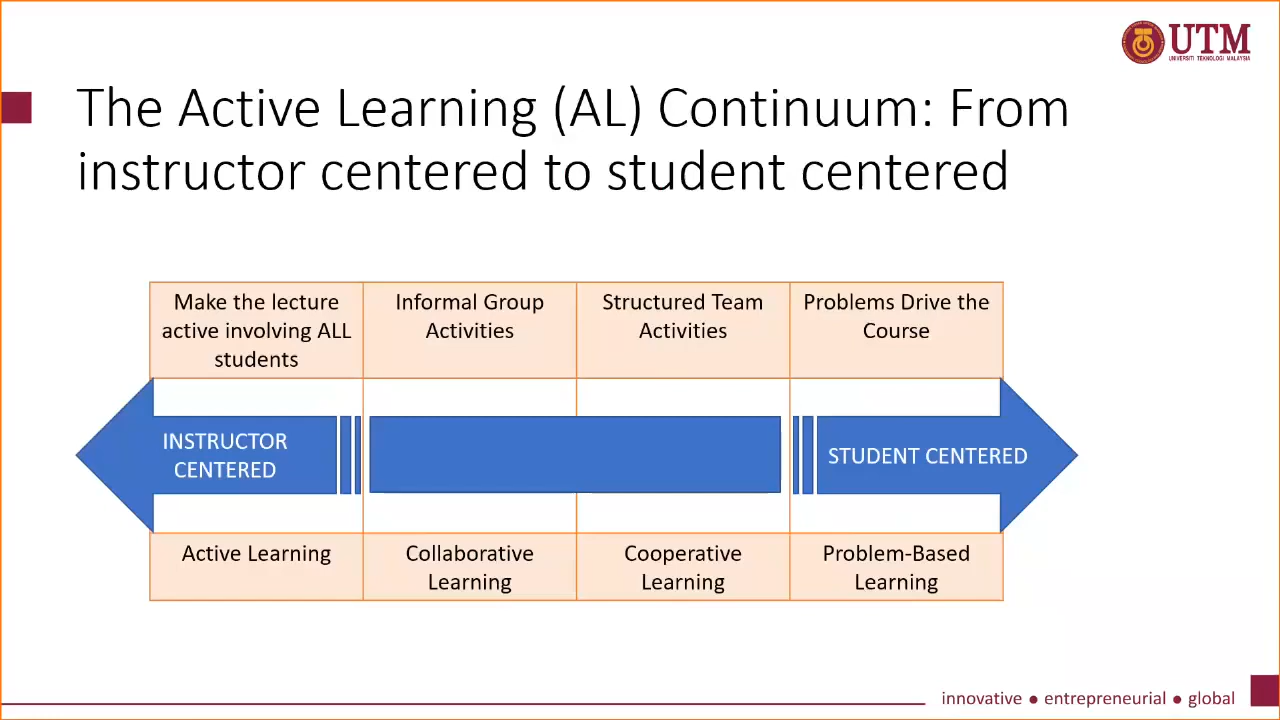 UTM
UNIVERSITI TEKNOLOGI MALAYSIA
The Active Learning (AL) Continuum: From
instructor centered to student centered
Make the lecture
active involving ALL
students
Informal Group
Activities
Structured Team
Activities
Problems Drive the
Course
INSTRUCTOR
CENTERED
STUDENT CENTERED
Active Learning
Collaborative
Learning
Cooperative
Learning
Problem-Based
Learning
innovative ● entrepreneurial ● global